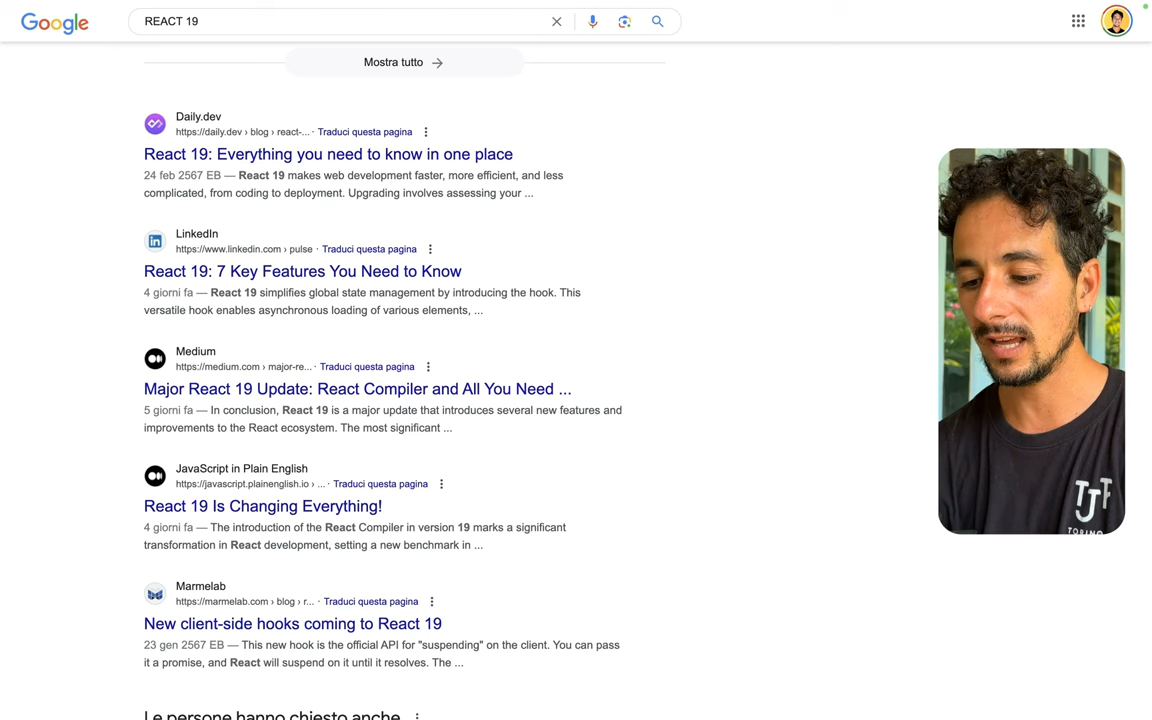 Google
REACT 19
Mostra tutto
Daily.dev
https://daily.dev › blog › react-... · Traduci questa pagina
React 19: Everything you need to know in one place
24 feb 2567 EB — React 19 makes web development faster, more efficient, and less
complicated, from coding to deployment. Upgrading involves assessing your ...
LinkedIn
https://www.linkedin.com › pulse · Traduci questa pagina
React 19: 7 Key Features You Need to Know
4 giorni fa — React 19 simplifies global state management by introducing the hook. This
versatile hook enables asynchronous loading of various elements, ...
Medium
https://medium.com › major-re... · Traduci questa pagina
Major React 19 Update: React Compiler and All You Need ...
5 giorni fa — In conclusion, React 19 is a major update that introduces several new features and
improvements to the React ecosystem. The most significant ...
JavaScript in Plain English
https://javascript.plainenglish.io › ... · Traduci questa pagina
React 19 Is Changing Everything!
4 giorni fa — The introduction of the React Compiler in version 19 marks a significant
transformation in React development, setting a new benchmark in ...
Marmelab
https://marmelab.com › blog › r... · Traduci questa pagina
New client-side hooks coming to React 19
23 gen 2567 EB — This new hook is the official API for "suspending" on the client. You can pass
it a promise, and React will suspend on it until it resolves. The ...
Le persone hanno chiesto anche
TJF
TORINO